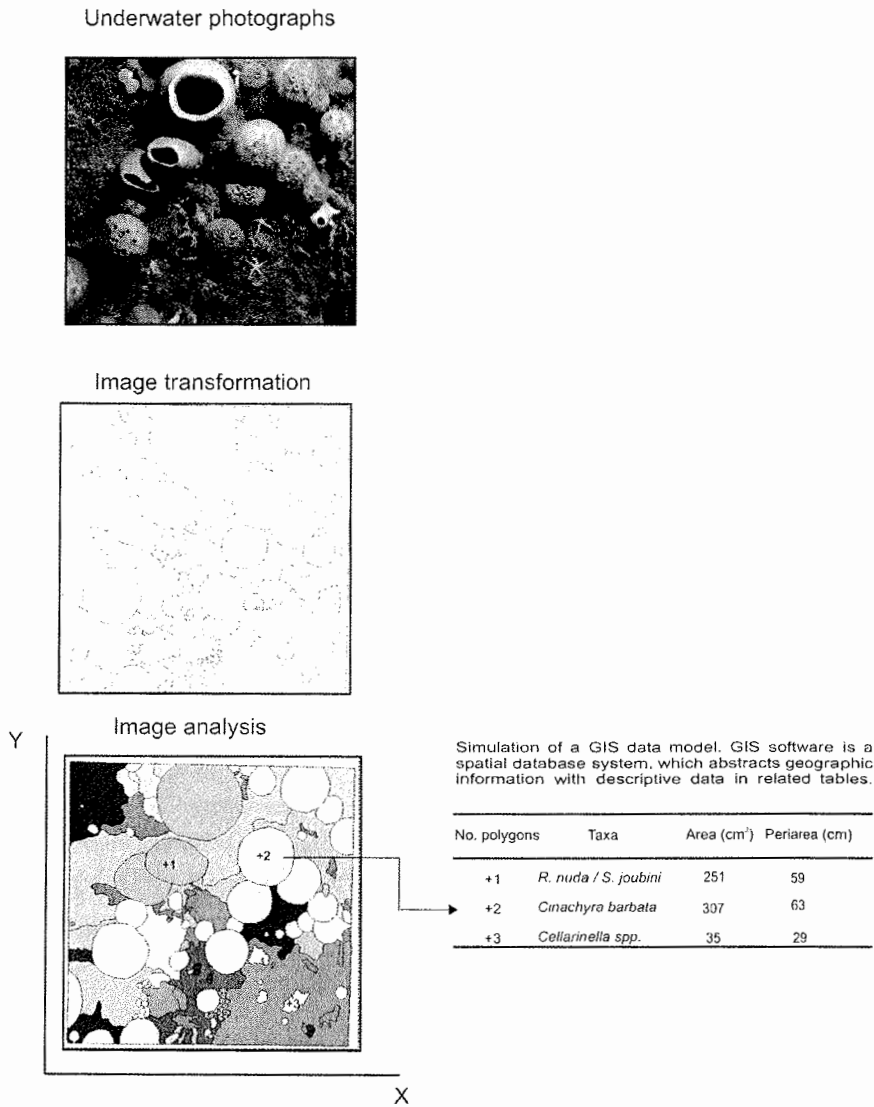 Underwater photographs
Image transformation
Image analysis
Y
+1
+2
+3
X
Simulation of a GIS data model. GIS software is a
spatial database system, which abstracts geographic
information with descriptive data in related tables.
No. polygons Taxa Area (cm²) Periarea (cm)
+1 R. nuda / S. joubini 251 59
+2 Cinachyra barbata 307 63
+3 Cellarinella spp. 35 29